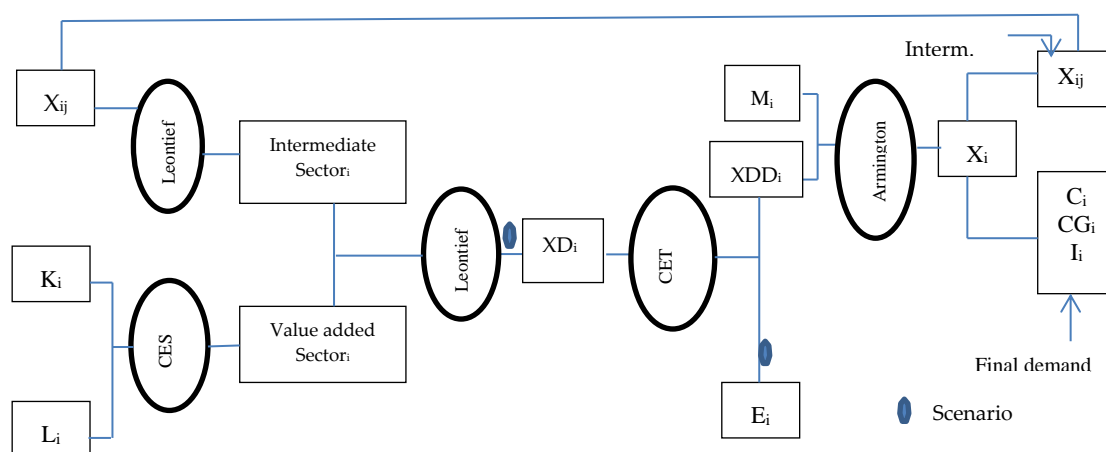 Interm.
Xij
Xij
Mi
Leontief
Intermediate
Sectori
Armington
Xi
XDDi
Ci
CGi
Ii
Leontief
XDi
CET
Ki
Value added
Sectori
CES
Final demand
Ei
Scenario
Li